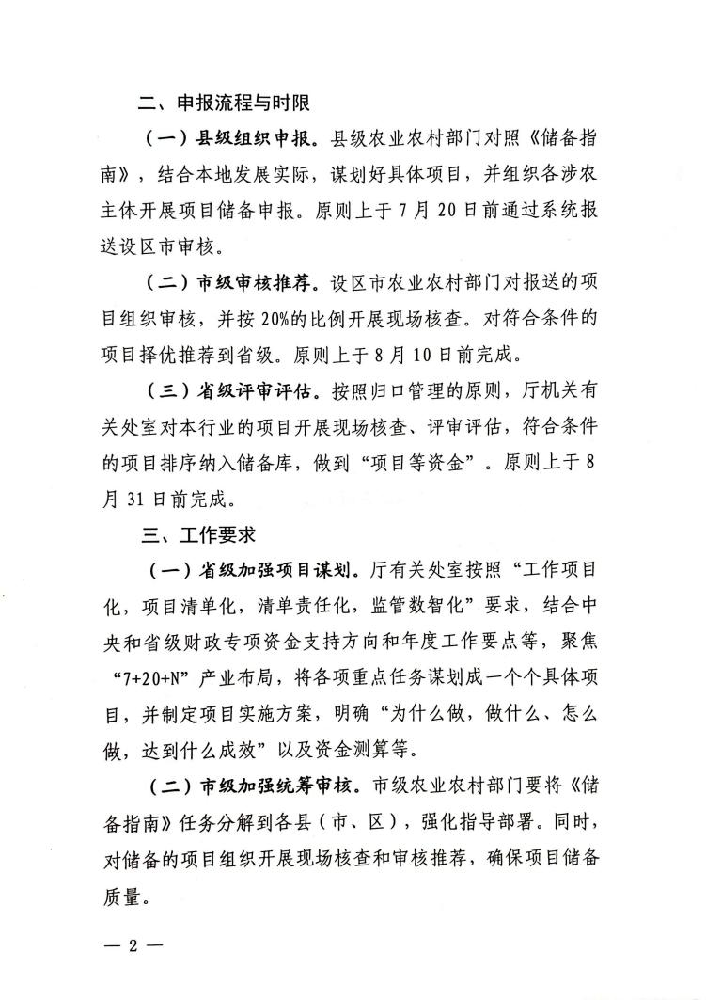 二、申报流程与时限
（一）县级组织申报。县级农业农村部门对照《储备指
南》，结合本地发展实际，谋划好具体项目，并组织各涉农
主体开展项目储备申报。原则上于 7 月 20 日前通过系统报
送设区市审核。
（二）市级审核推荐。设区市农业农村部门对报送的项
目组织审核，并按 20%的比例开展现场核查。对符合条件的
项目择优推荐到省级。原则上于 8 月 10 日前完成。
（三）省级评审评估。按照归口管理的原则，厅机关有
关处室对本行业的项目开展现场核查、评审评估，符合条件
的项目排序纳入储备库，做到“项目等资金”。原则上于 8
月 31 日前完成。
三、工作要求
（一）省级加强项目谋划。厅有关处室按照“工作项目
化，项目清单化，清单责任化，监管数智化”要求，结合中
央和省级财政专项资金支持方向和年度工作要点等，聚焦
“7+20+N”产业布局，将各项重点任务谋划成一个个具体项
目，并制定项目实施方案，明确“为什么做，做什么、怎么
做，达到什么成效”以及资金测算等。
（二）市级加强统筹审核。市级农业农村部门要将《储
备指南》任务分解到各县（市、区），强化指导部署。同时，
对储备的项目组织开展现场核查和审核推荐，确保项目储备
质量。
— 2 —